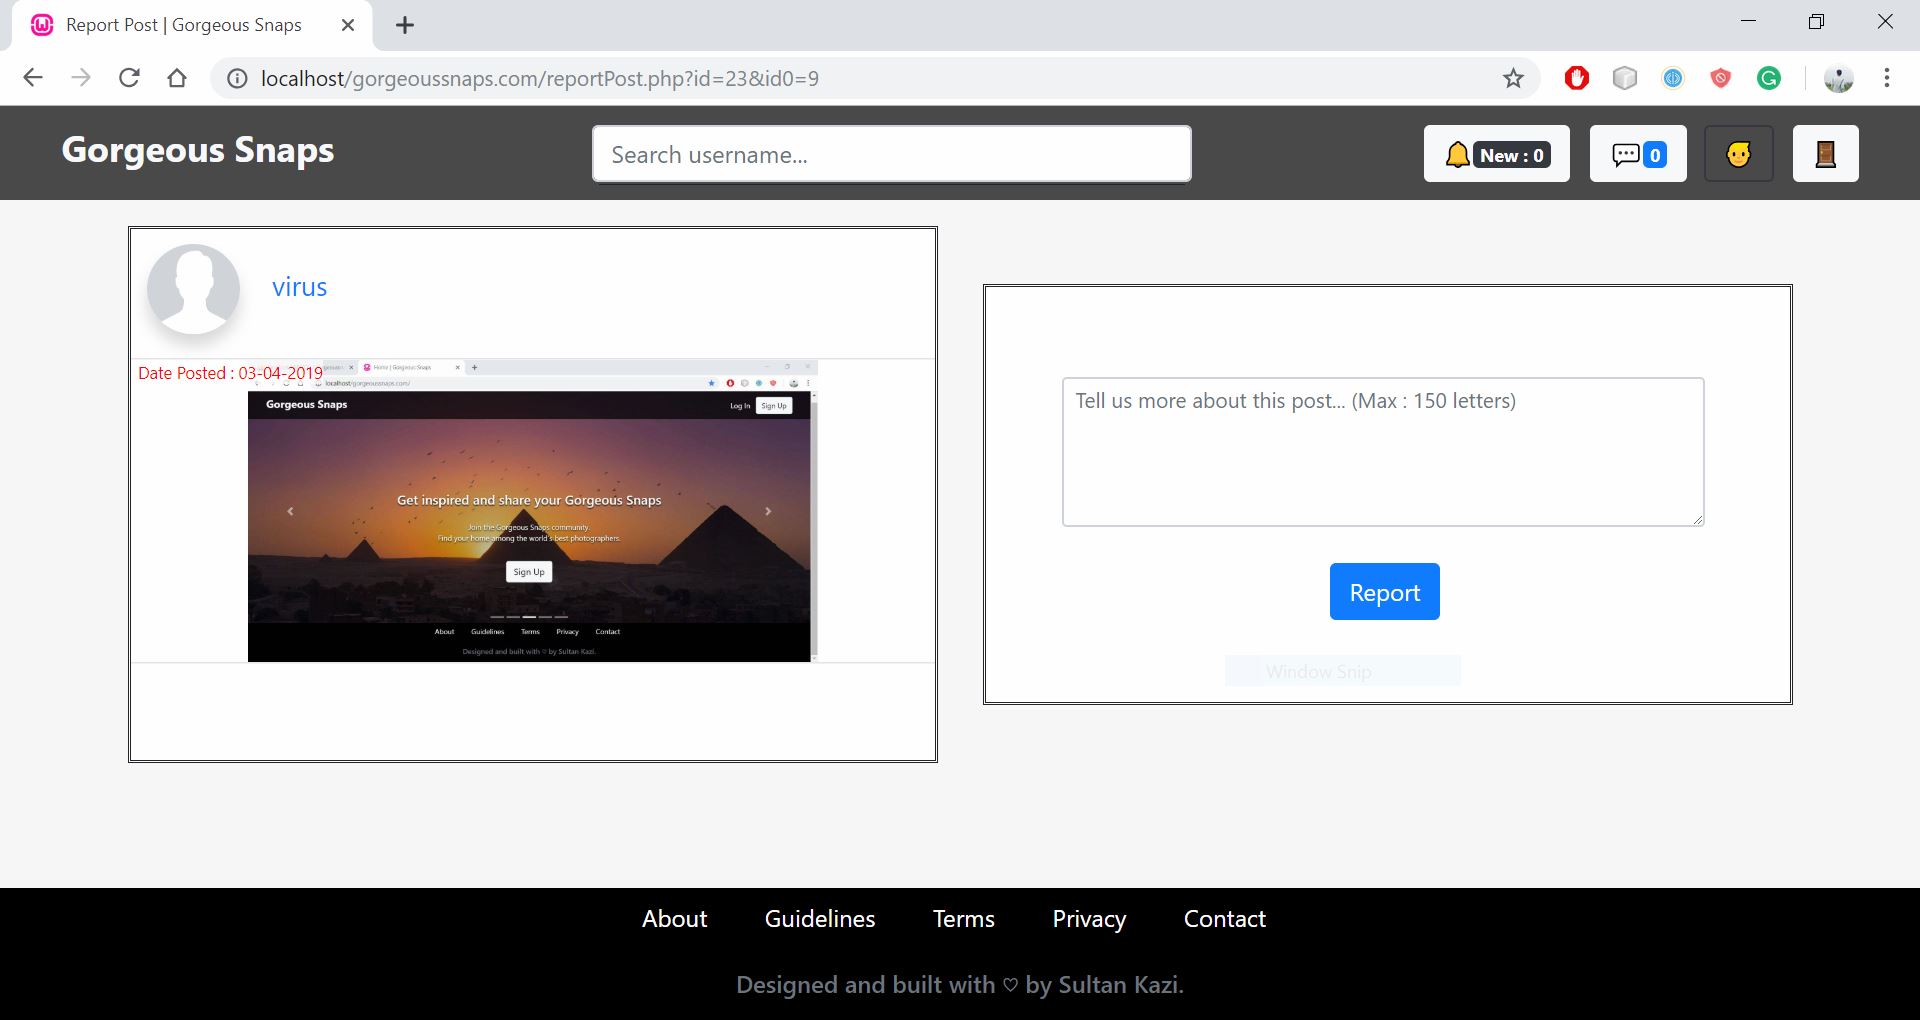 Report Post | Gorgeous Snaps
localhost/gorgeoussnaps.com/reportPost.php?id=23&id0=9
Gorgeous Snaps
Search username...
New : 0
0
virus
Date Posted : 03-04-2019
Home | Gorgeous Snaps
localhost/gorgeoussnaps.com/
Gorgeous Snaps
Log In
Sign Up
Get inspired and share your Gorgeous Snaps
Join the Gorgeous Snaps community.
Find your home among the world's best photographers.
Sign Up
About Guidelines Terms Privacy Contact
Designed and built with ♡ by Sultan Kazi.
Tell us more about this post... (Max : 150 letters)
Report
Window Snip
About Guidelines Terms Privacy Contact
Designed and built with ♡ by Sultan Kazi.